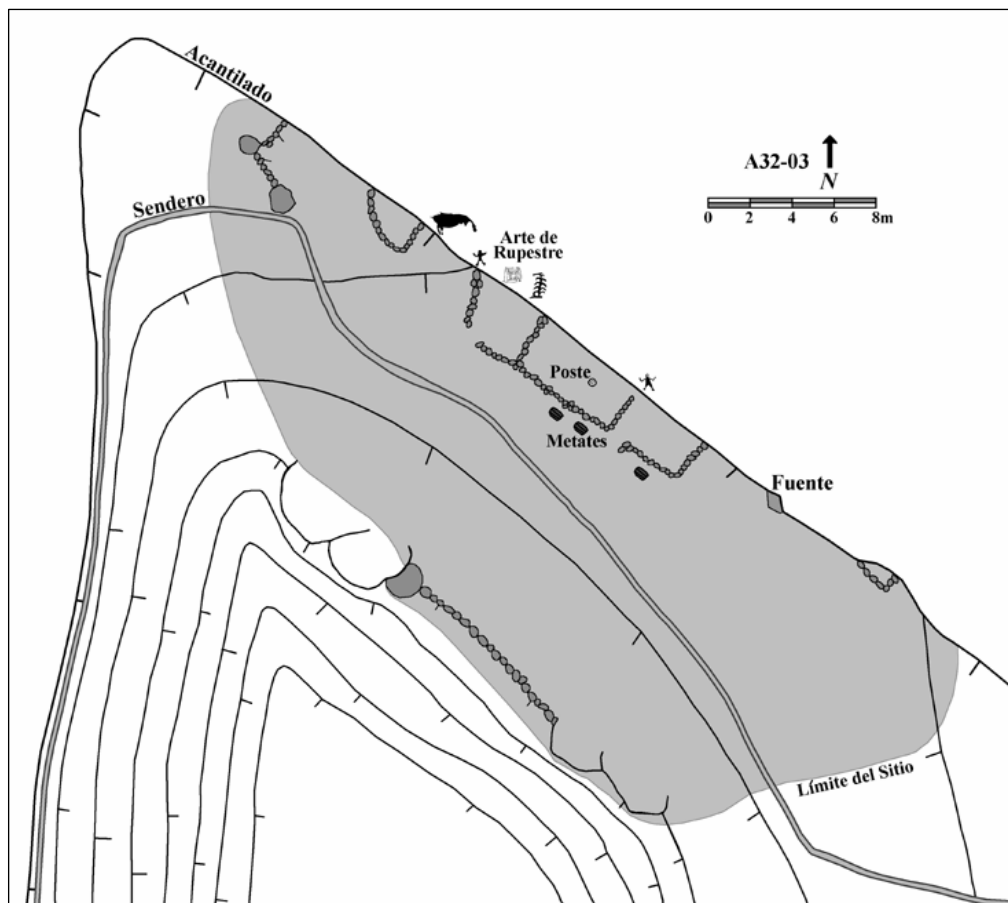 Acantilado
A32-03
N
0 2 4 6 8m
Sendero
Arte de
Rupestre
Poste
Metates
Fuente
Límite del Sitio